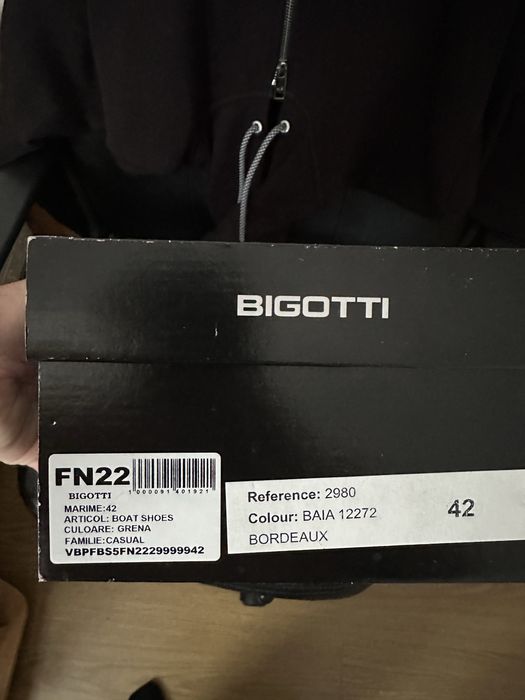 BIGOTTI
FN22
1000091401921
BIGOTTI
MARIME:42
ARTICOL: BOAT SHOES
CULOARE: GRENA
FAMILIE:CASUAL
VBPFBS5FN2229999942
Reference: 2980
Colour: BAIA 12272
BORDEAUX
42